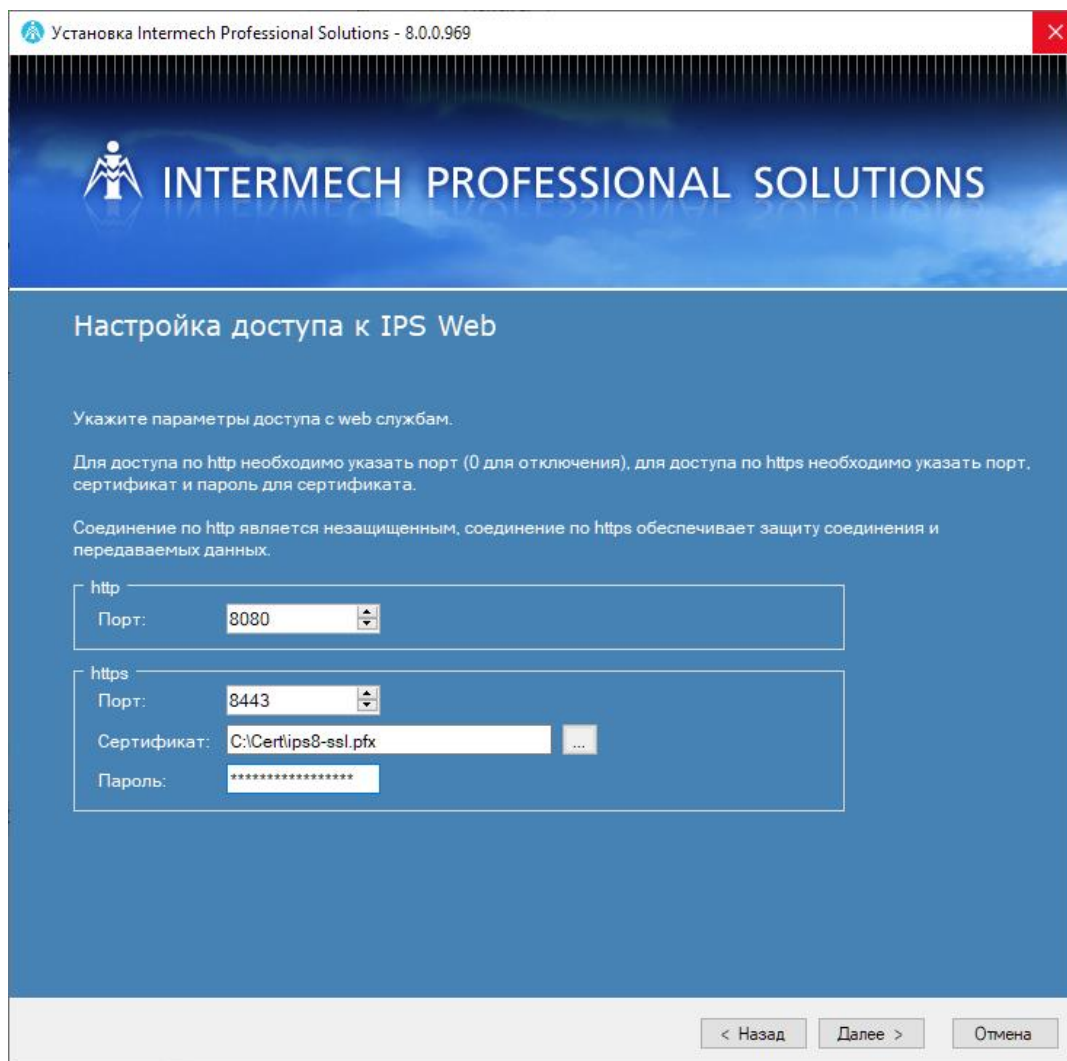 Установка Intermech Professional Solutions - 8.0.0.969
INTERMECH PROFESSIONAL SOLUTIONS
Настройка доступа к IPS Web
Укажите параметры доступа с web службам.
Для доступа по http необходимо указать порт (0 для отключения), для доступа по https необходимо указать порт,
сертификат и пароль для сертификата.
Соединение по http является незащищенным, соединение по https обеспечивает защиту соединения и
передаваемых данных.
http
Порт: 8080
https
Порт: 8443
Сертификат: C:\Cert\ips8-ssl.pfx ...
Пароль: *****************
< Назад Далее > Отмена